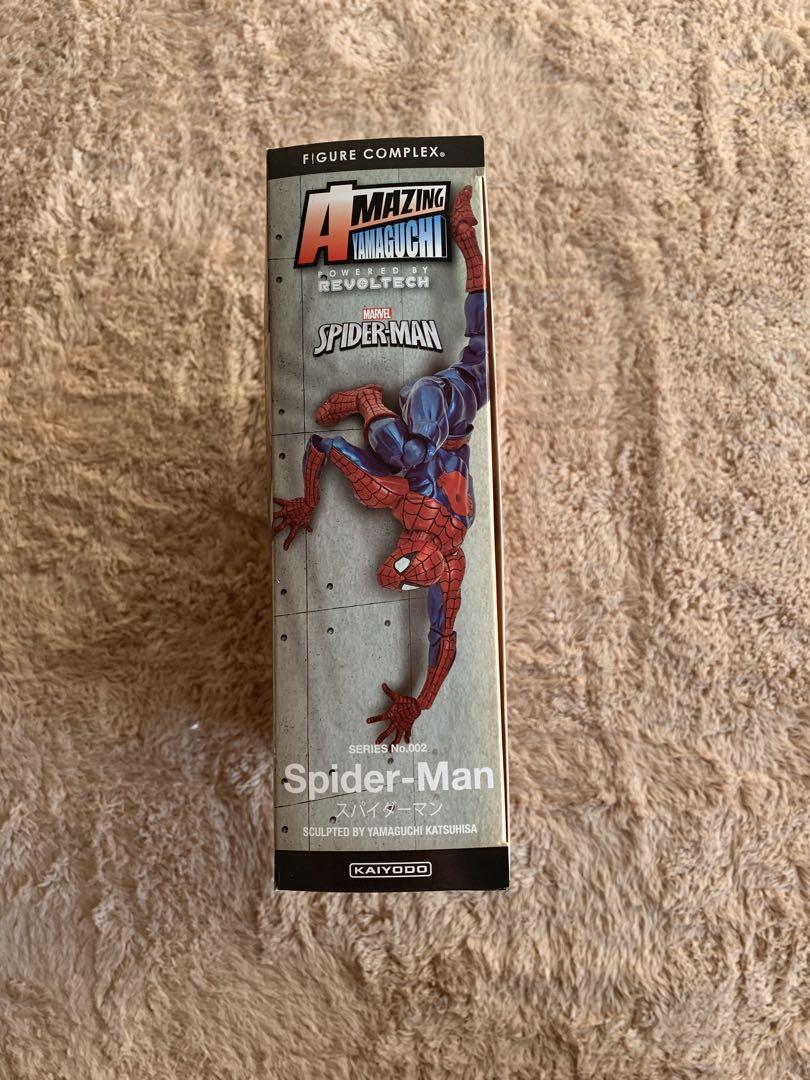 FIGURE COMPLEX®
AMAZING
YAMAGUCHI
POWERED BY
REVOLTECH
MARVEL
SPIDER-MAN
SERIES No.002
Spider-Man
スパイダーマン
SCULPTED BY YAMAGUCHI KATSUHISA
KAIYODO